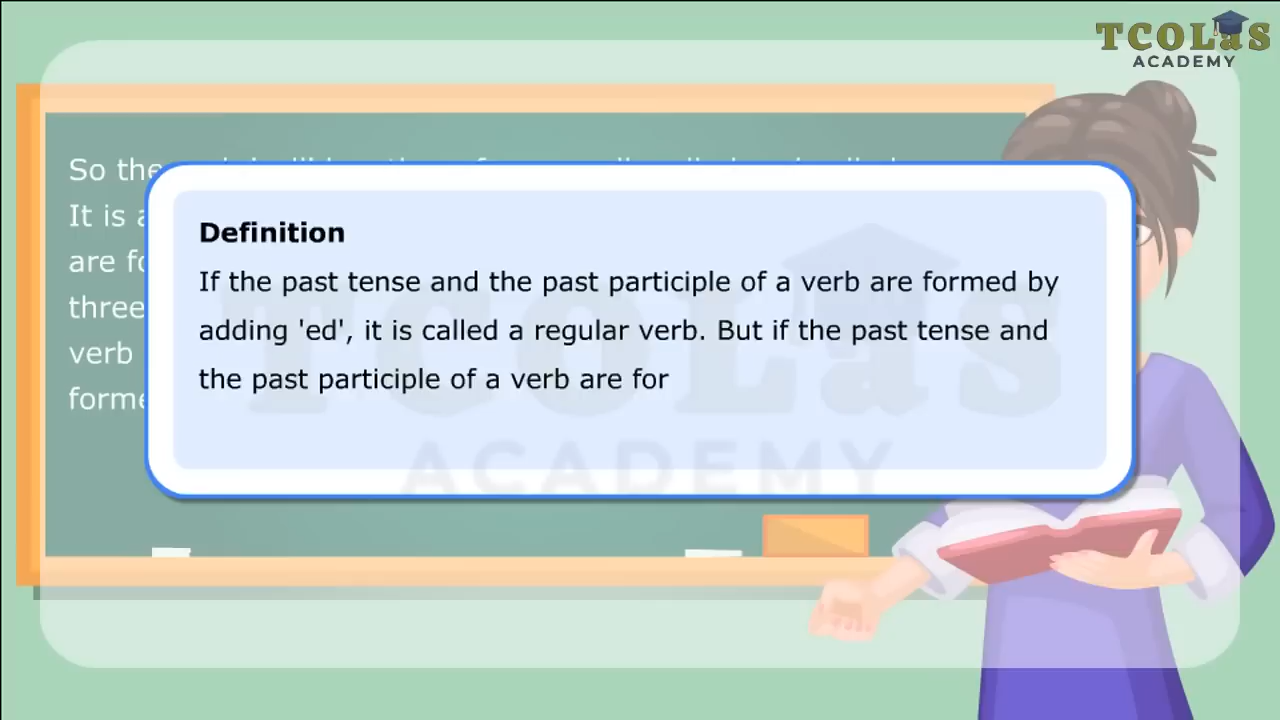 TCOLaS
ACADEMY
So the
It is a
are fo
three
verb
forme
Definition
If the past tense and the past participle of a verb are formed by
adding 'ed', it is called a regular verb. But if the past tense and
the past participle of a verb are for
TCOLaS
ACADEMY